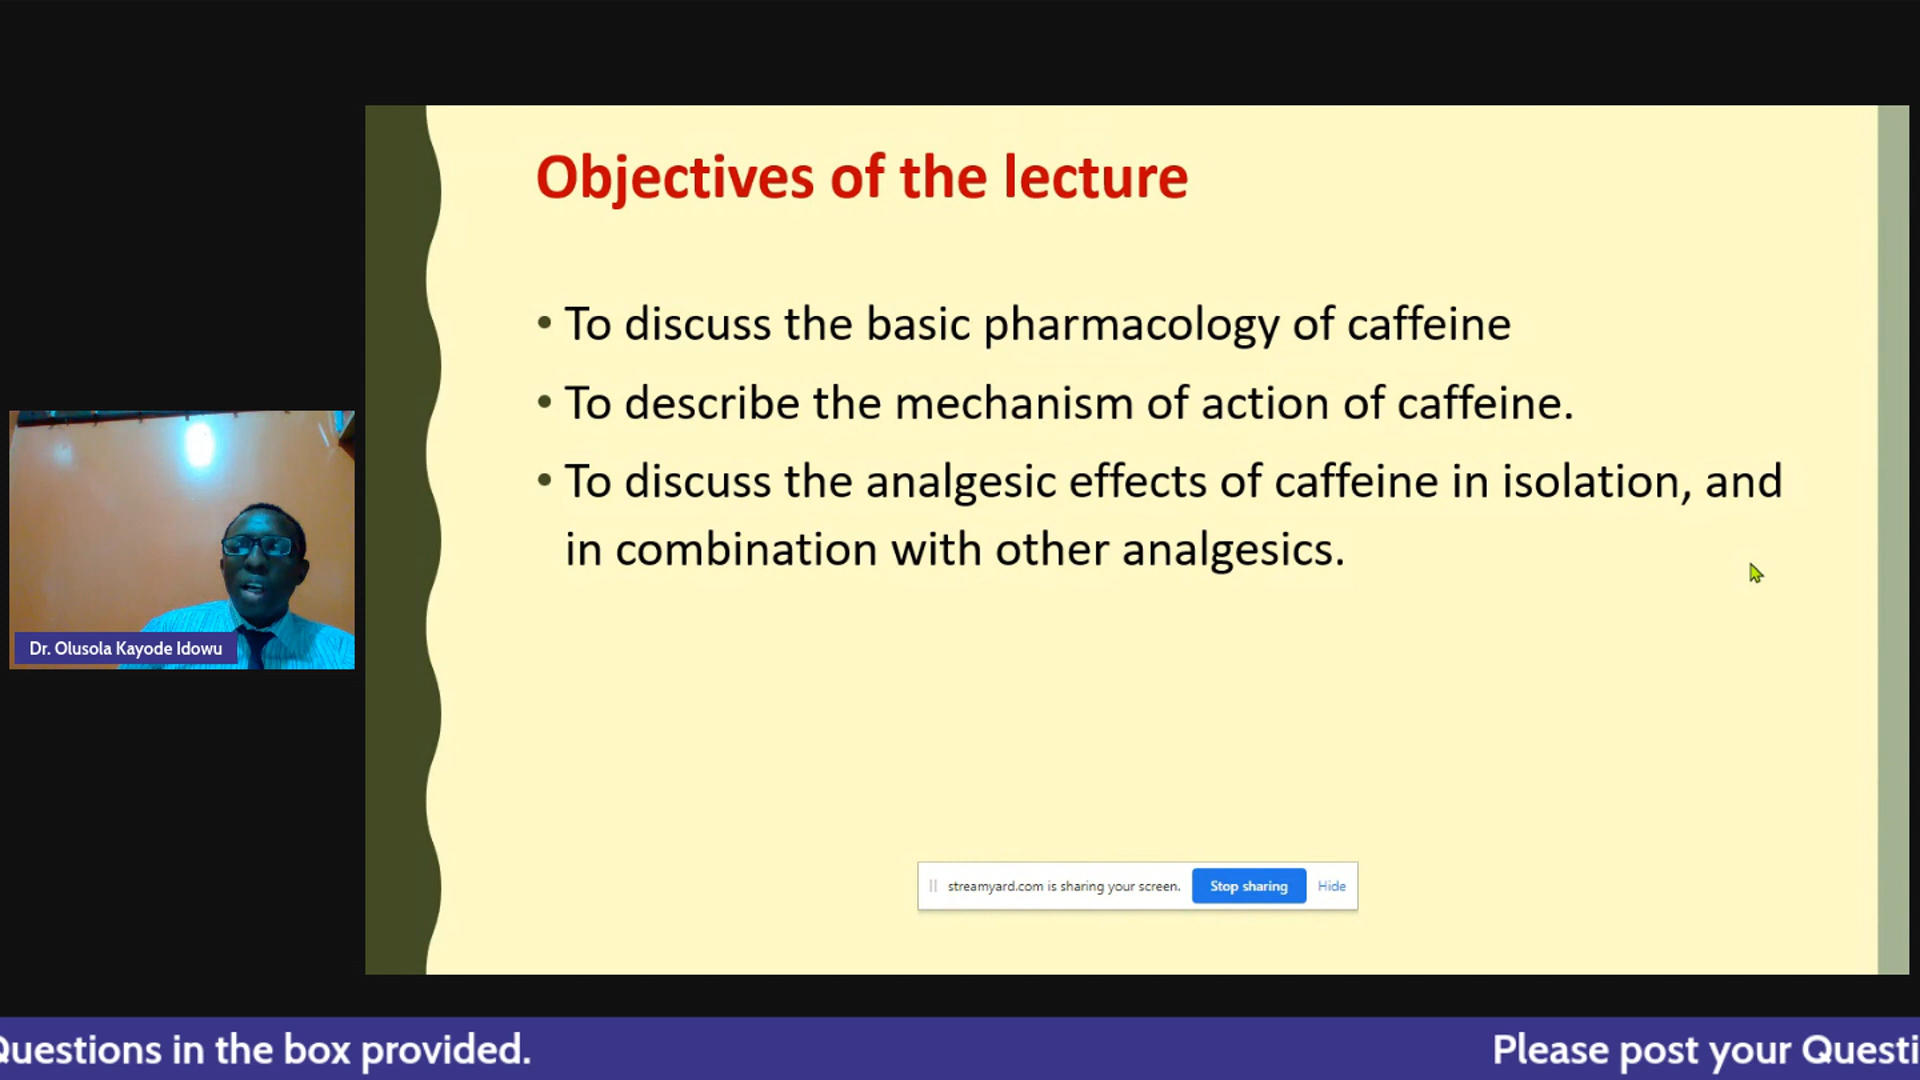 Objectives of the lecture
• To discuss the basic pharmacology of caffeine
• To describe the mechanism of action of caffeine.
• To discuss the analgesic effects of caffeine in isolation, and
in combination with other analgesics.
Dr. Olusola Kayode Idowu
streamyard.com is sharing your screen. Stop sharing Hide
Questions in the box provided. Please post your Questi